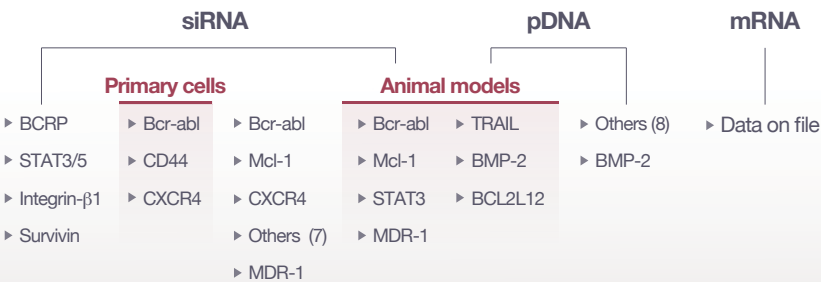 siRNA pDNA mRNA
Primary cells Animal models
BCRP Bcr-abl Bcr-abl Bcr-abl TRAIL Others (8) Data on file
STAT3/5 CD44 Mcl-1 Mcl-1 BMP-2 BMP-2
Integrin-β1 CXCR4 CXCR4 STAT3 BCL2L12
Survivin Others (7) MDR-1
MDR-1